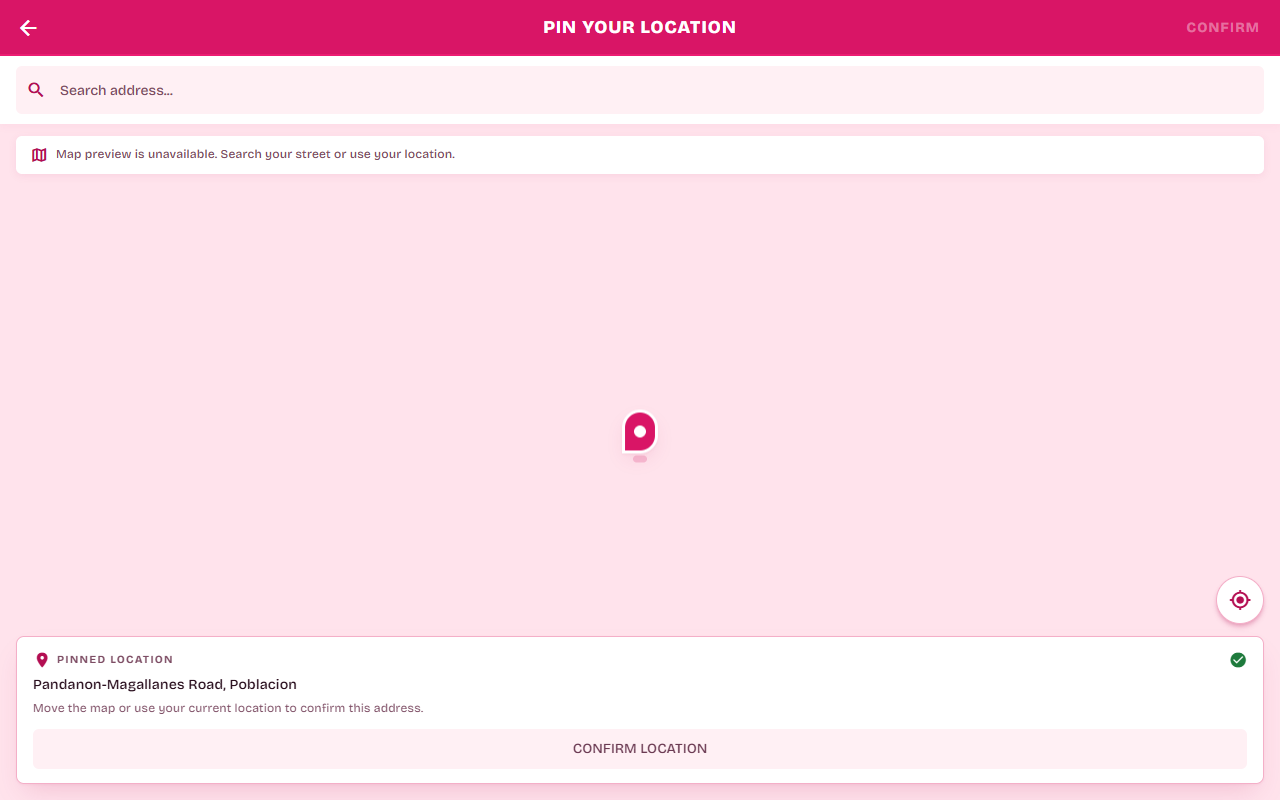 PIN YOUR LOCATION
CONFIRM
Search address...
Map preview is unavailable. Search your street or use your location.
PINNED LOCATION
Pandanon-Magallanes Road, Poblacion
Move the map or use your current location to confirm this address.
CONFIRM LOCATION